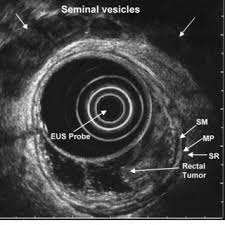 Seminal vesicles
SM
MP
EUS Probe
SR
Rectal
Tumor